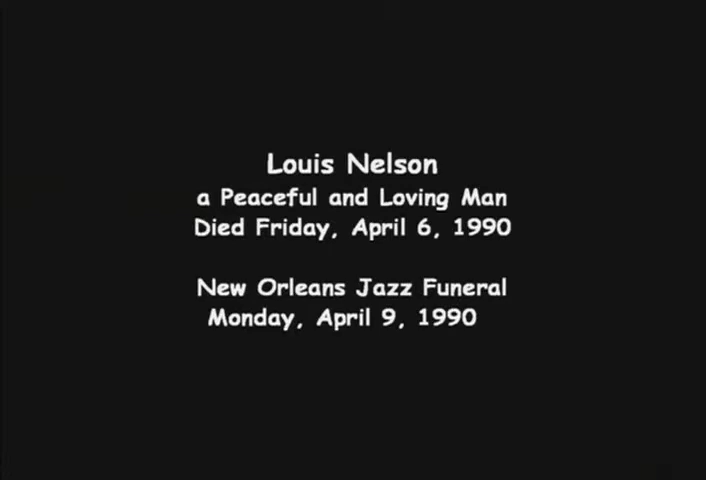 Louis Nelson
a Peaceful and Loving Man
Died Friday, April 6, 1990
New Orleans Jazz Funeral
Monday, April 9, 1990